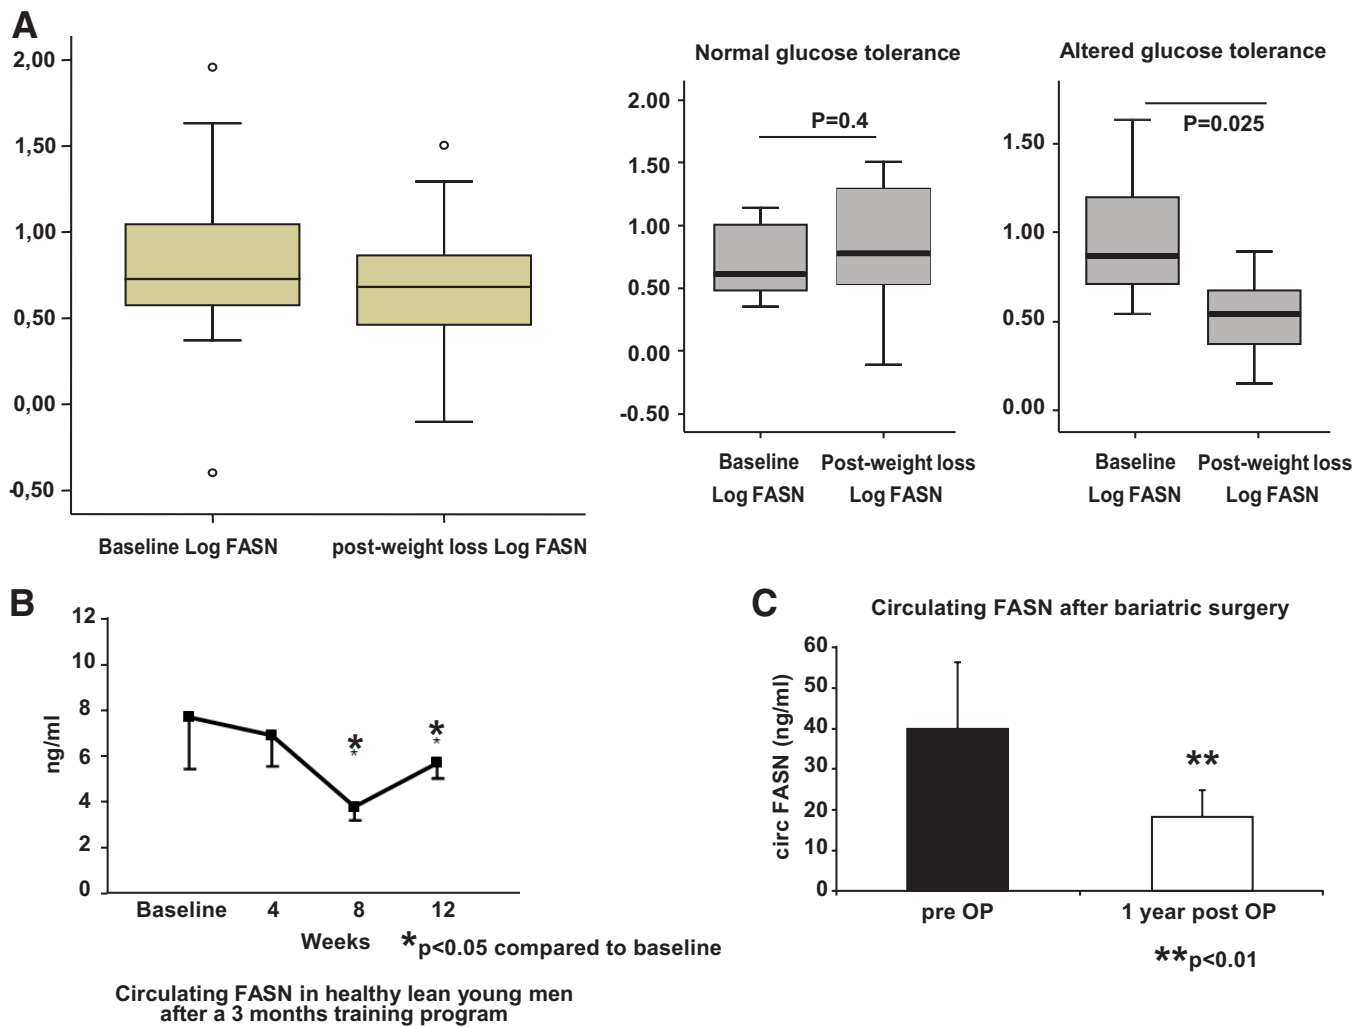 A
2,00
1,50
1,00
0,50
0,00
-0,50
Baseline Log FASN
post-weight loss Log FASN
Normal glucose tolerance
2.00
1.50
1.00
0.50
0.00
-0.50
P=0.4
Baseline
Log FASN
Post-weight loss
Log FASN
Altered glucose tolerance
1.50
1.00
0.50
0.00
P=0.025
Baseline
Log FASN
Post-weight loss
Log FASN
B
12
10
8
6
4
2
0
ng/ml
*
*
*
*
Baseline 4 8 12
Weeks
*p<0.05 compared to baseline
Circulating FASN in healthy lean young men
after a 3 months training program
C
Circulating FASN after bariatric surgery
60
50
40
30
20
10
0
circ FASN (ng/ml)
**
pre OP
1 year post OP
**p<0.01